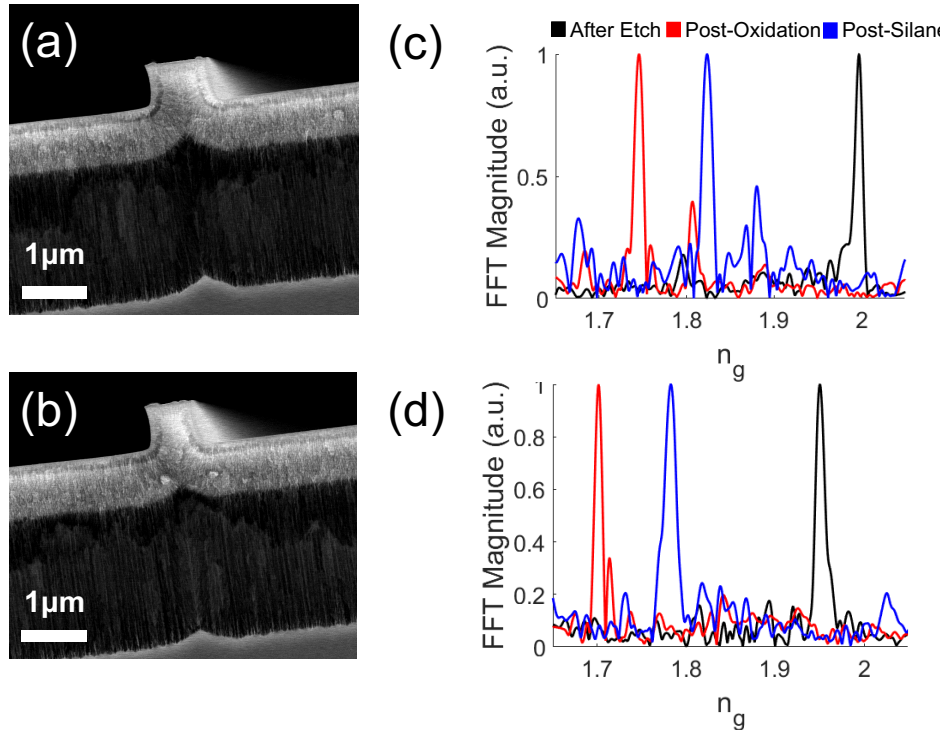 (a)
1μm
(b)
1μm
(c)
After Etch Post-Oxidation Post-Silane
FFT Magnitude (a.u.)
1
0.5
0
1.7 1.8 1.9 2
n_g
(d)
FFT Magnitude (a.u.)
1
0.8
0.6
0.4
0.2
0
1.7 1.8 1.9 2
n_g